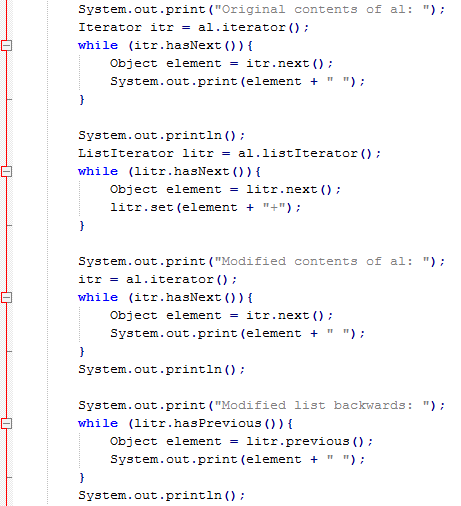 System.out.print("Original contents of al: ");
Iterator itr = al.iterator();
while (itr.hasNext()){
    Object element = itr.next();
    System.out.print(element + " ");
}

System.out.println();
ListIterator litr = al.listIterator();
while (litr.hasNext()){
    Object element = litr.next();
    litr.set(element + "+");
}

System.out.print("Modified contents of al: ");
itr = al.iterator();
while (itr.hasNext()){
    Object element = itr.next();
    System.out.print(element + " ");
}
System.out.println();

System.out.print("Modified list backwards: ");
while (litr.hasPrevious()){
    Object element = litr.previous();
    System.out.print(element + " ");
}
System.out.println();